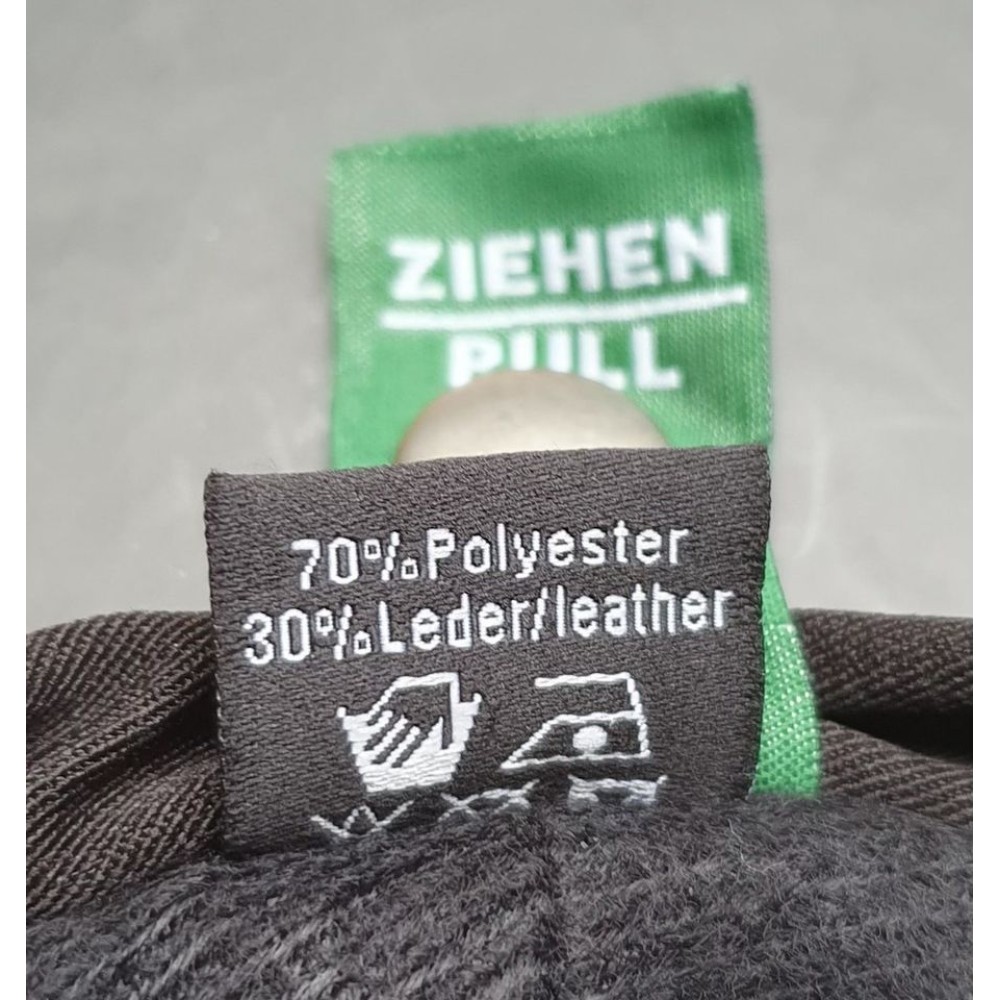 ZIEHEN
PULL
70%Polyester
30%Leder/leather